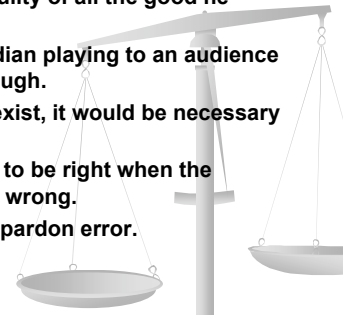 of all the good he
dian playing to an audience
ugh.
exist, it would be necessary
to be right when the
wrong.
pardon error.